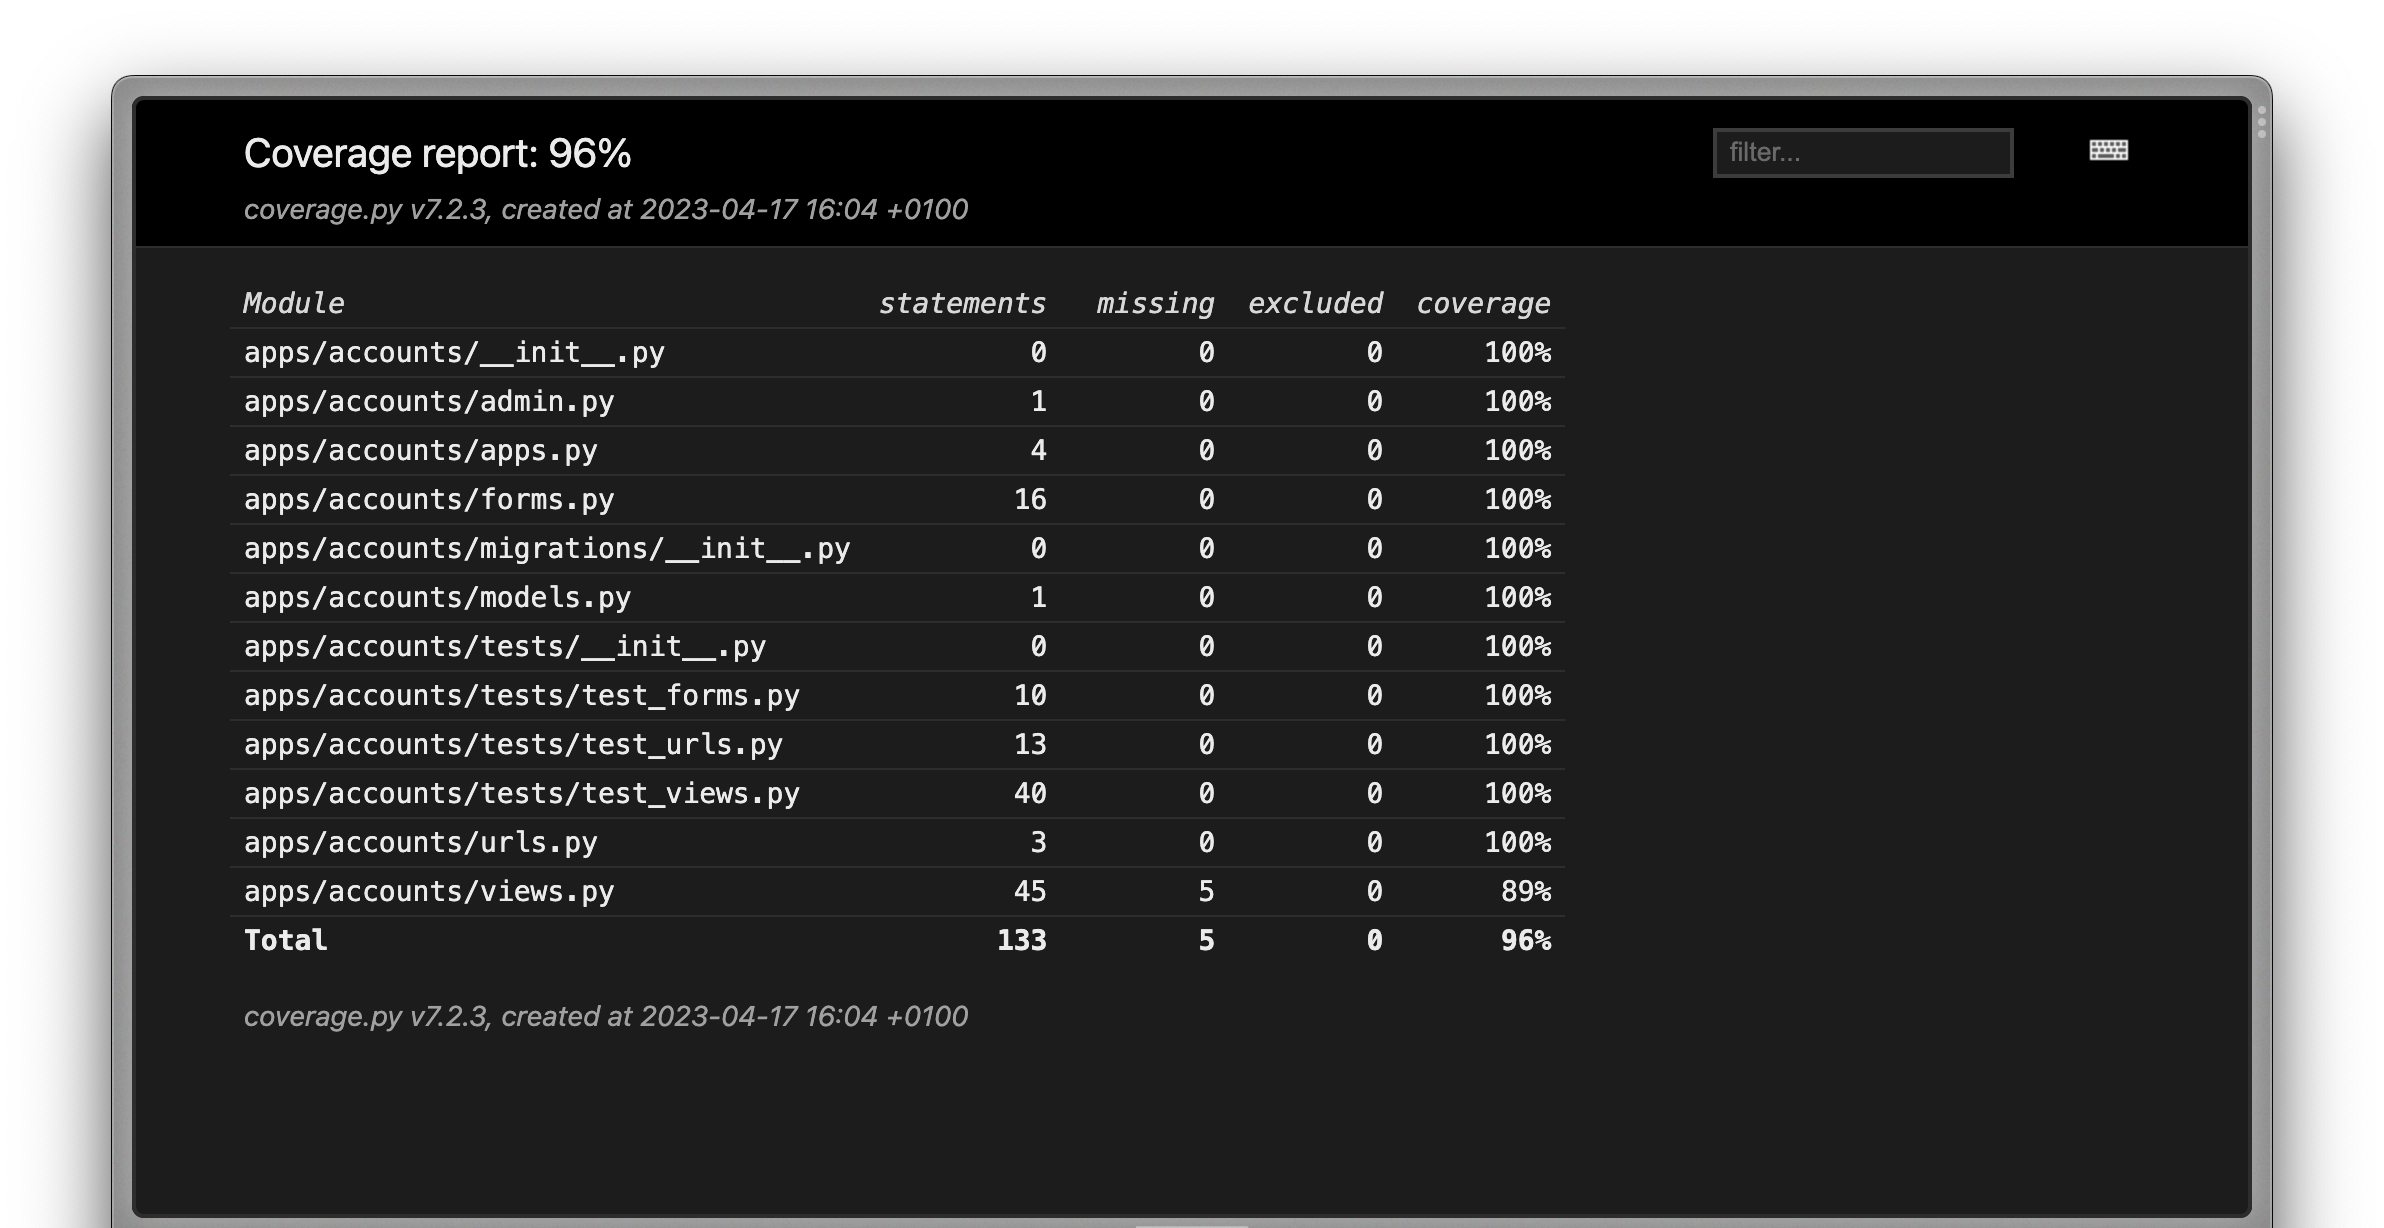 Coverage report: 96%
filter...
coverage.py v7.2.3, created at 2023-04-17 16:04 +0100
Module statements missing excluded coverage
apps/accounts/__init__.py 0 0 0 100%
apps/accounts/admin.py 1 0 0 100%
apps/accounts/apps.py 4 0 0 100%
apps/accounts/forms.py 16 0 0 100%
apps/accounts/migrations/__init__.py 0 0 0 100%
apps/accounts/models.py 1 0 0 100%
apps/accounts/tests/__init__.py 0 0 0 100%
apps/accounts/tests/test_forms.py 10 0 0 100%
apps/accounts/tests/test_urls.py 13 0 0 100%
apps/accounts/tests/test_views.py 40 0 0 100%
apps/accounts/urls.py 3 0 0 100%
apps/accounts/views.py 45 5 0 89%
Total 133 5 0 96%
coverage.py v7.2.3, created at 2023-04-17 16:04 +0100